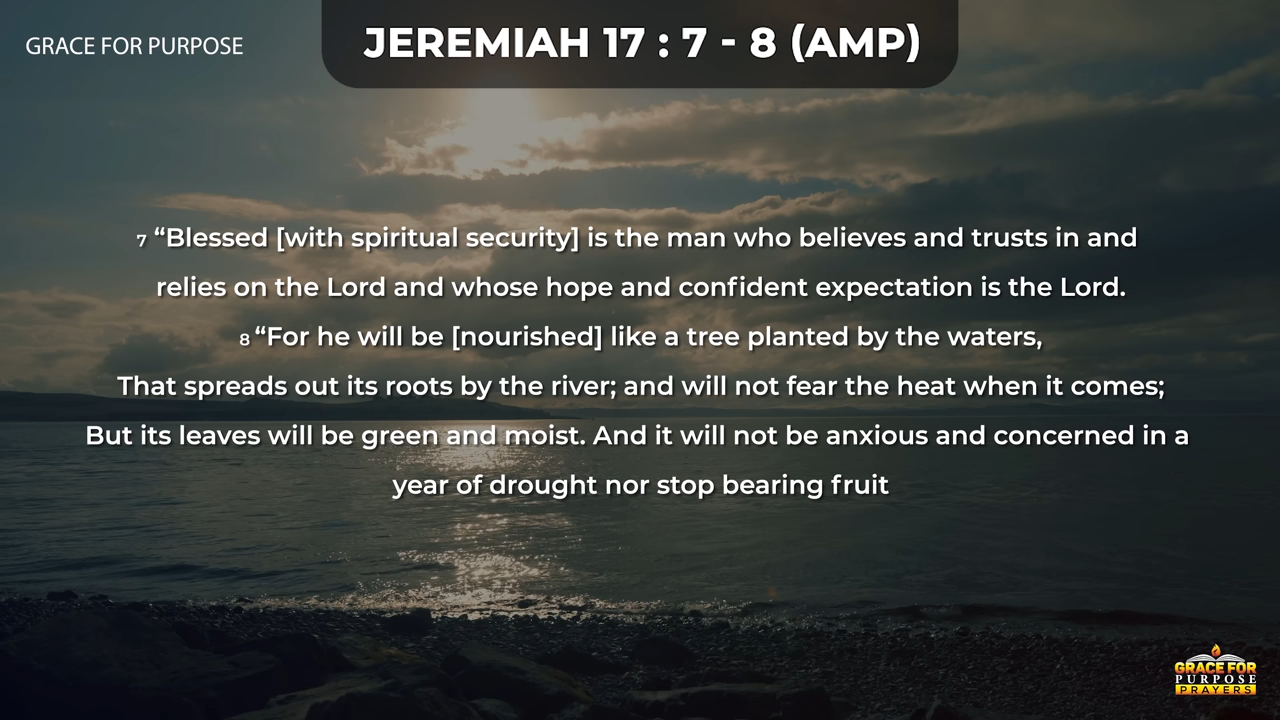 GRACE FOR PURPOSE
JEREMIAH 17 : 7 - 8 (AMP)
7 “Blessed [with spiritual security] is the man who believes and trusts in and
relies on the Lord and whose hope and confident expectation is the Lord.
8 “For he will be [nourished] like a tree planted by the waters,
That spreads out its roots by the river; and will not fear the heat when it comes;
But its leaves will be green and moist. And it will not be anxious and concerned in a
year of drought nor stop bearing fruit
GRACE FOR
PURPOSE
PRAYERS